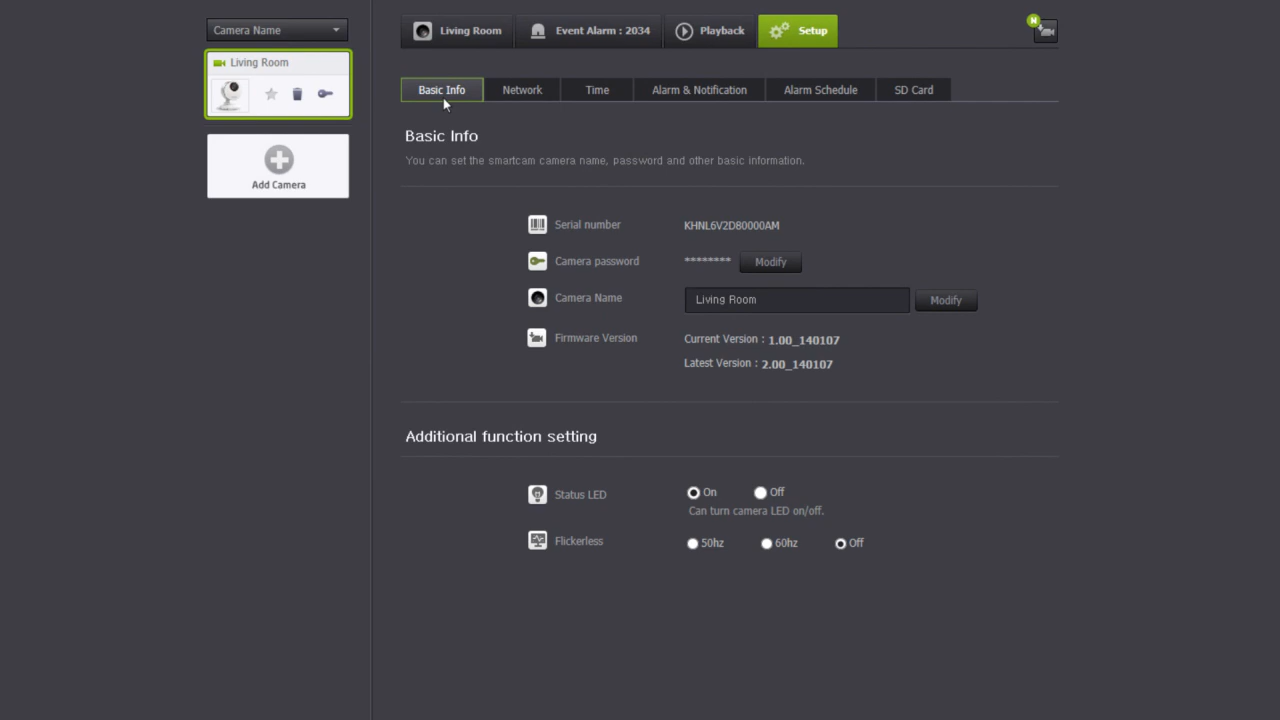 Camera Name
Living Room
Add Camera
Living Room
Event Alarm : 2034
Playback
Setup
N
Basic Info
Network
Time
Alarm & Notification
Alarm Schedule
SD Card
Basic Info
You can set the smartcam camera name, password and other basic information.
Serial number
KHNL6V2D80000AM
Camera password
********
Modify
Camera Name
Living Room
Modify
Firmware Version
Current Version : 1.00_140107
Latest Version : 2.00_140107
Additional function setting
Status LED
On
Off
Can turn camera LED on/off.
Flickerless
50hz
60hz
Off